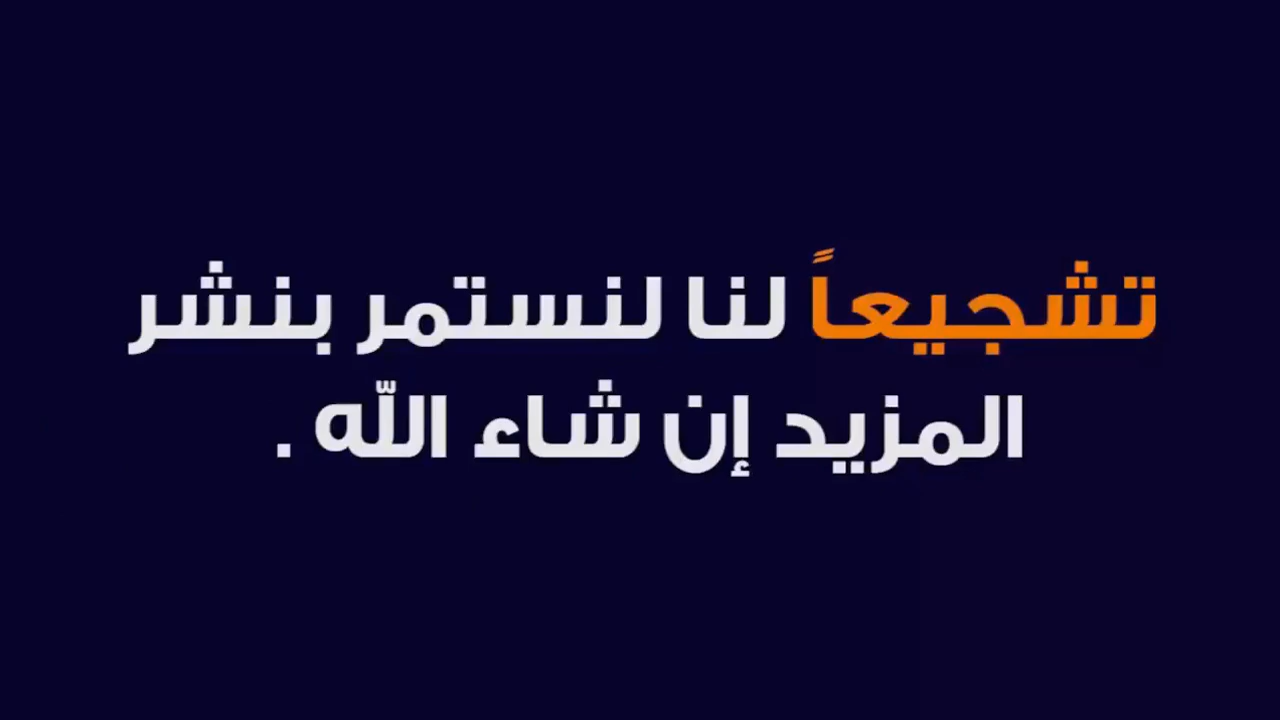 تشجيعاً لنا لنستمر بنشر
المزيد إن شاء اللّه .